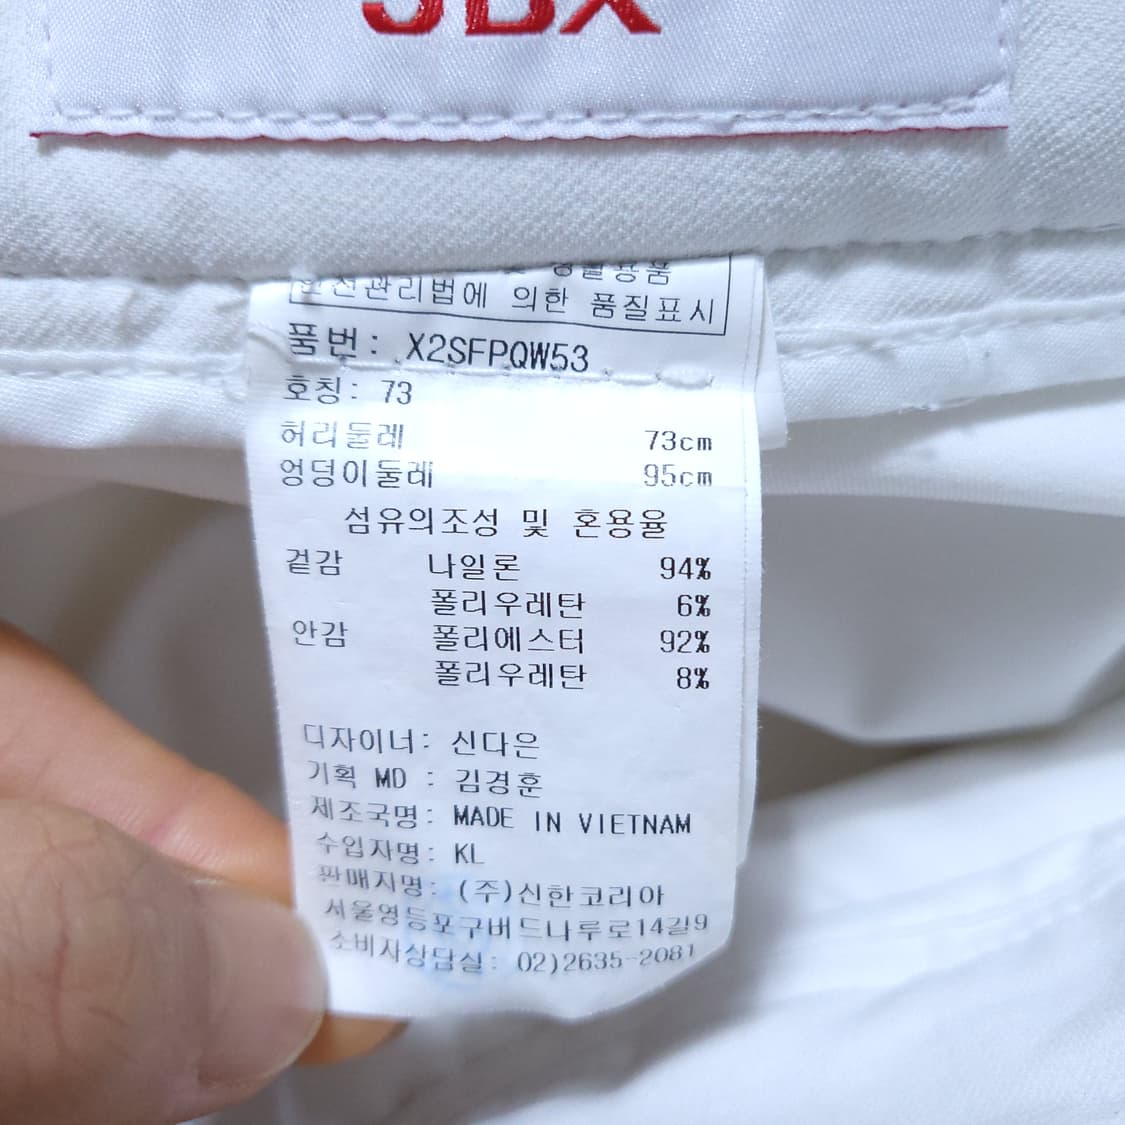 JDX
및 생활용품
안전관리법에 의한 품질표시
품번: X2SFPQW53
호칭: 73
허리둘레 73cm
엉덩이둘레 95cm
섬유의조성 및 혼용율
겉감 나일론 94%
폴리우레탄 6%
안감 폴리에스터 92%
폴리우레탄 8%
디자이너: 신다은
기획 MD : 김경훈
제조국명: MADE IN VIETNAM
수입자명: KL
판매자명: (주)신한코리아
서울영등포구버드나루로14길9
소비자상담실: 02)2635-2081